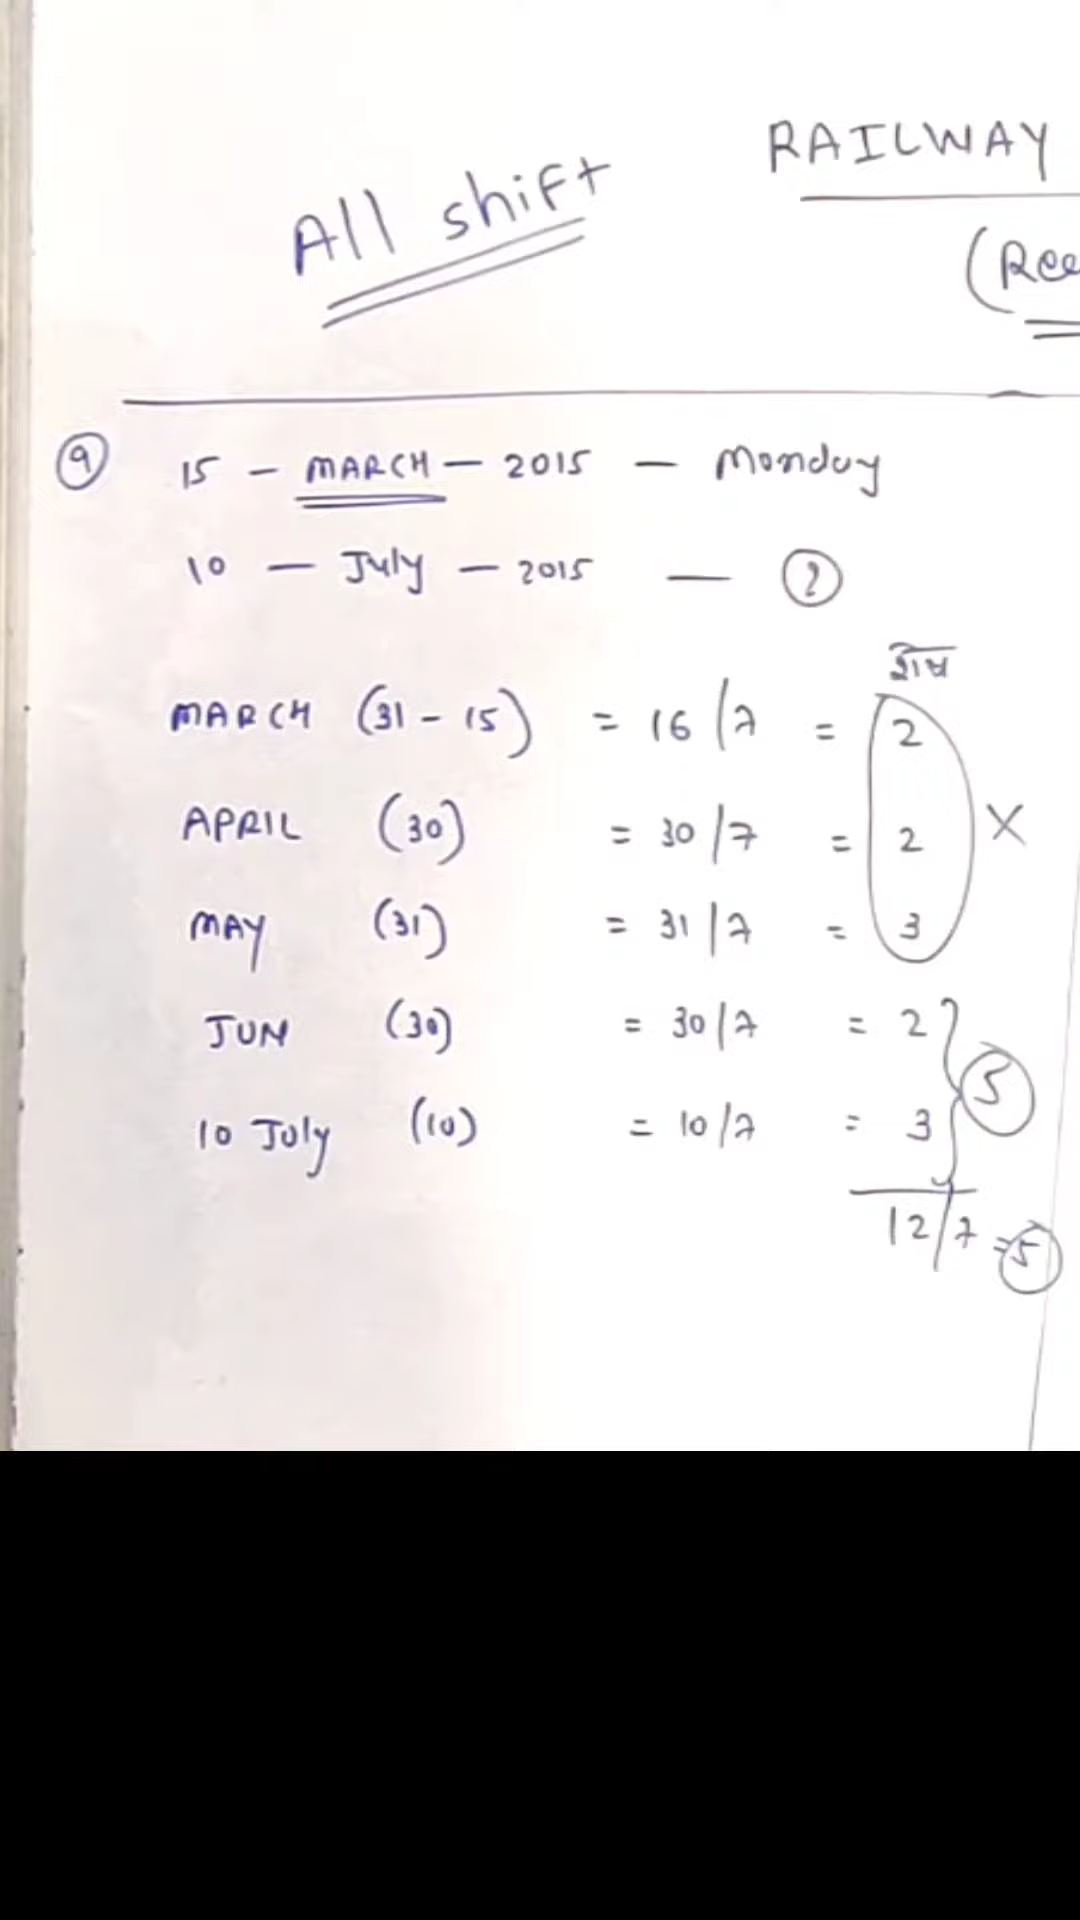 RAILWAY
All shift
(Ree
9 15 - MARCH - 2015 - Monday
10 - July - 2015 - ?
शेष
MARCH (31 - 15) = 16/7 = 2
APRIL (30) = 30/7 = 2 X
MAY (31) = 31/7 = 3
JUN (30) = 30/7 = 2
5
10 July (10) = 10/7 = 3
12/7 = 5